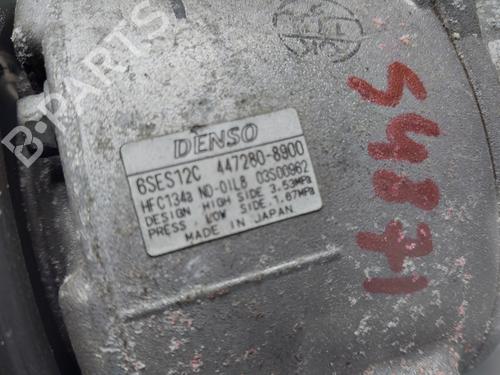 DENSO
6SES12C 447280-8900
HFC134a ND-OIL8 03S00962
DESIGN HIGH SIDE 3.53MPa
PRESS. LOW SIDE 1.67MPa
MADE IN JAPAN
54871
B-PARTS